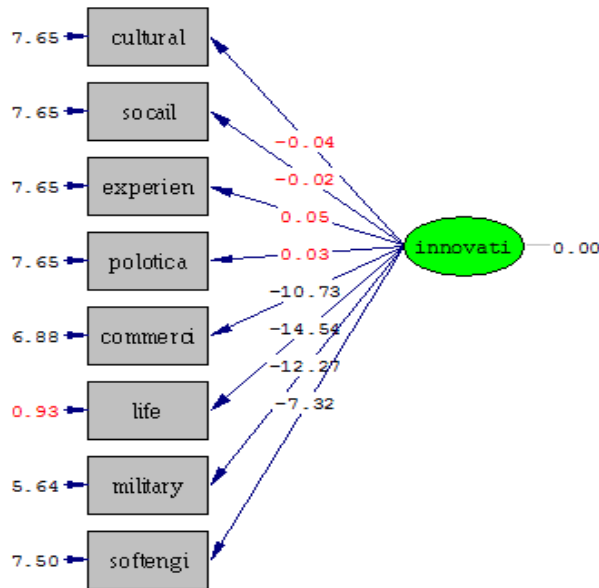 7.65 cultural
-0.04
7.65 socail
-0.02
7.65 experien
0.05
innovati 0.00
7.65 polotica
0.03
-10.73
6.88 commerci
-14.54
-12.27
0.93 life
-7.32
5.64 military
7.50 softengi